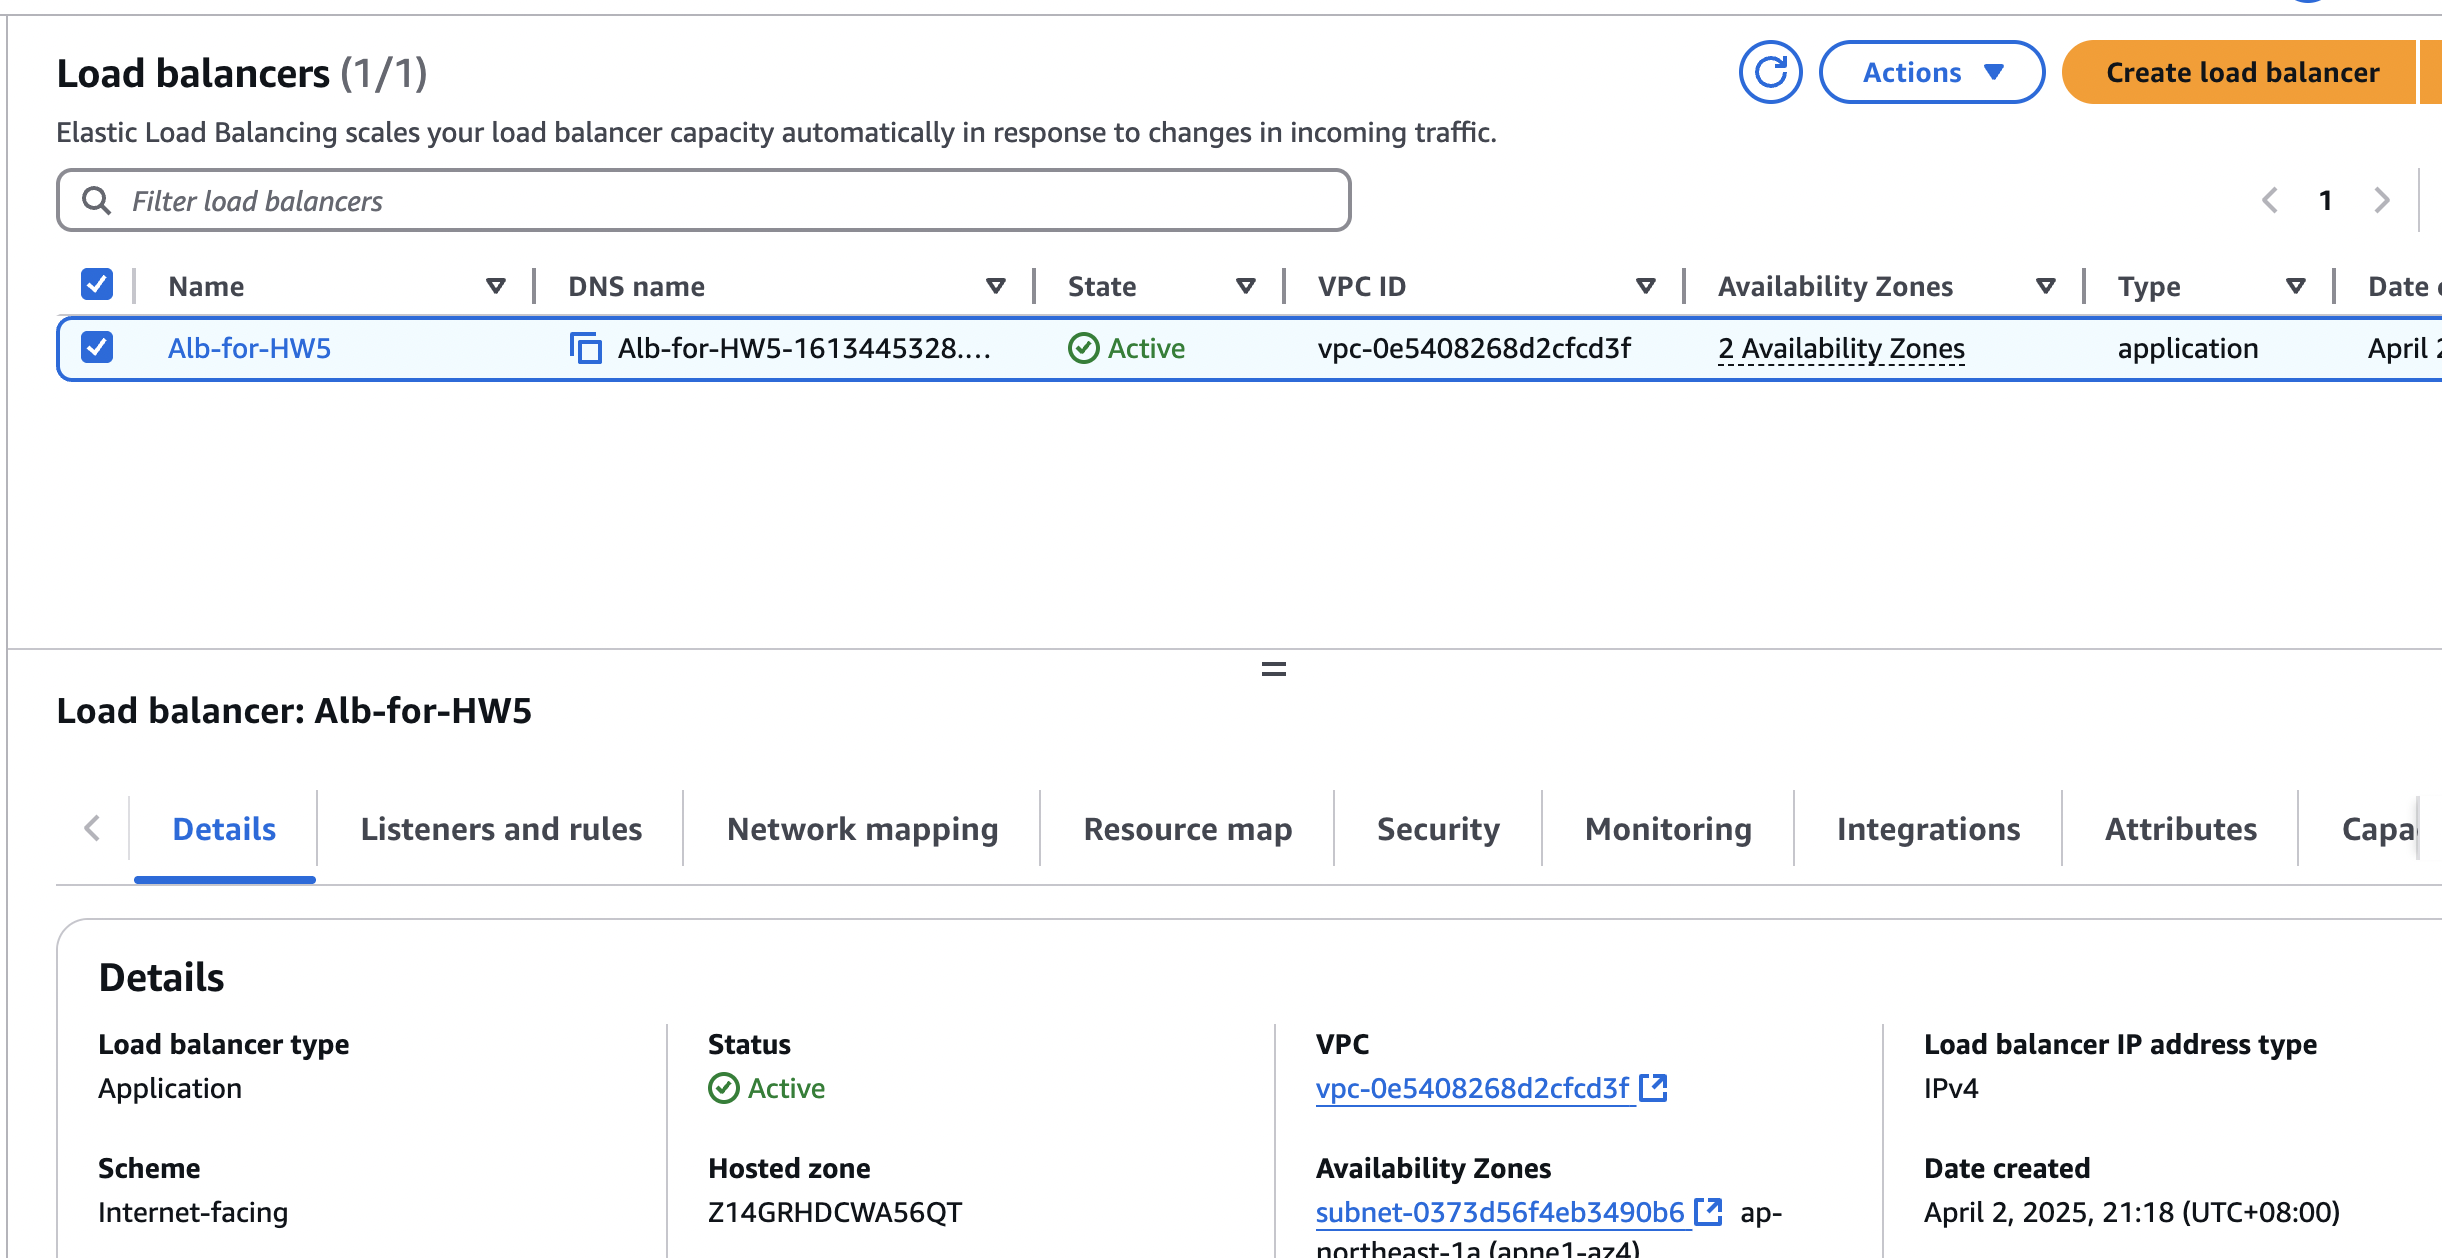 Load balancers (1/1)
Actions
Create load balancer
Elastic Load Balancing scales your load balancer capacity automatically in response to changes in incoming traffic.
Filter load balancers
1
Name DNS name State VPC ID Availability Zones Type Date
Alb-for-HW5 Alb-for-HW5-1613445328.… Active vpc-0e5408268d2cfcd3f 2 Availability Zones application April 2
Load balancer: Alb-for-HW5
Details Listeners and rules Network mapping Resource map Security Monitoring Integrations Attributes Capa
Details
Load balancer type Status VPC Load balancer IP address type
Application Active vpc-0e5408268d2cfcd3f IPv4
Scheme Hosted zone Availability Zones Date created
Internet-facing Z14GRHDCWA56QT subnet-0373d56f4eb3490b6 ap- April 2, 2025, 21:18 (UTC+08:00)
northeast-1a (apne1-az4)